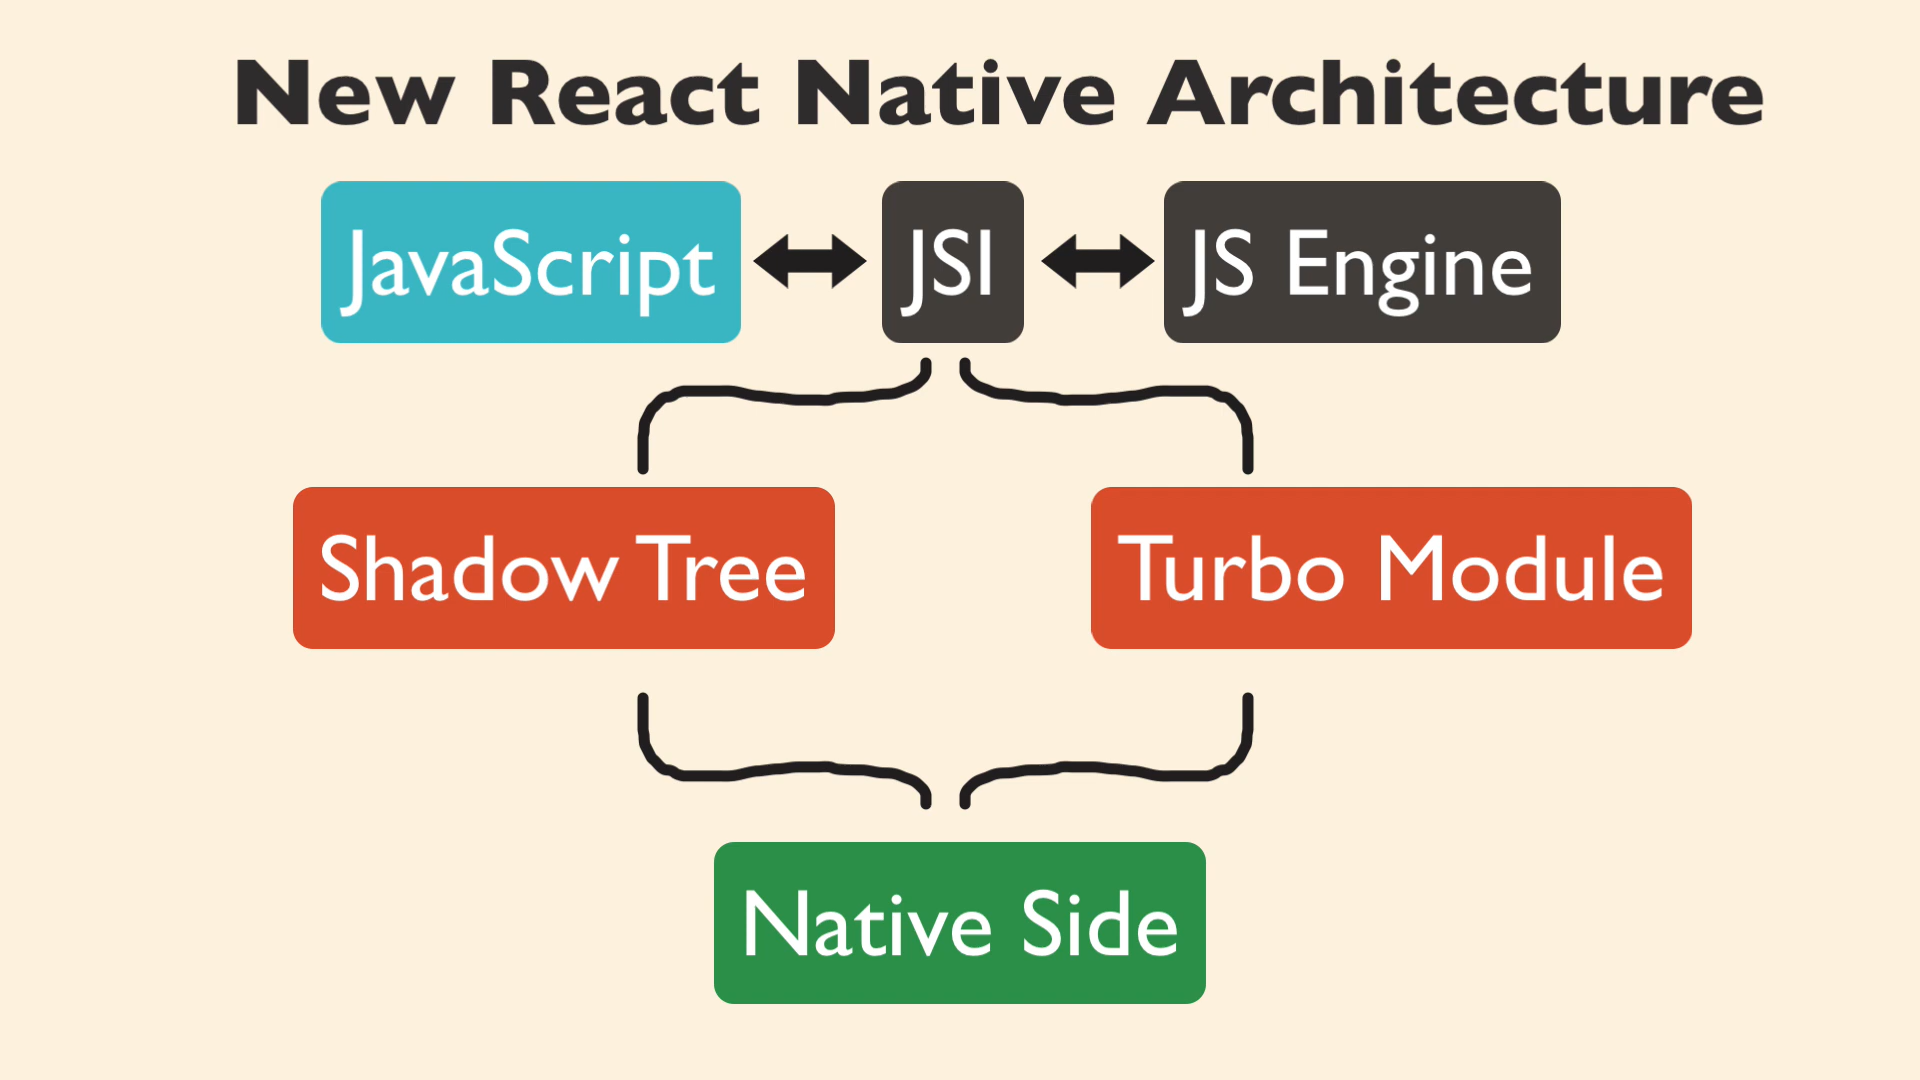 New React Native Architecture
JavaScript
JSI
JS Engine
Shadow Tree
Turbo Module
Native Side